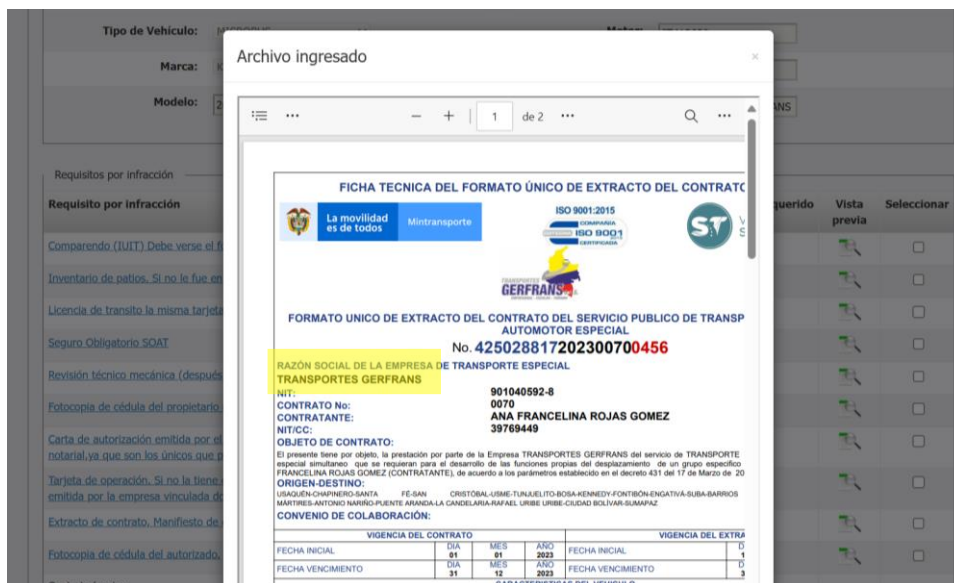 Tipo de Vehículo:
Marca:
Modelo:
Archivo ingresado
×
1 de 2
Requisitos por infracción
Requisito por infracción
Vista previa
Seleccionar
Comparendo (IUIT) Debe verse el
Inventario de patios. Si no le fue
Licencia de transito la misma tarjeta
Seguro Obligatorio SOAT
Revisión técnico mecánica (después
Fotocopia de cédula del propietario
Carta de autorización emitida por el
notarial,ya que son los únicos que
Tarjeta de operación. Si no la tiene
emitida por la empresa vinculada
Extracto de contrato. Manifiesto de
Fotocopia de cédula del autorizado.
FICHA TECNICA DEL FORMATO ÚNICO DE EXTRACTO DEL CONTRATO
La movilidad
es de todos
Mintransporte
ISO 9001:2015
COMPAÑIA
ISO 9001
CERTIFICADA
ST
TRANSPORTES
GERFRANS
FORMATO UNICO DE EXTRACTO DEL CONTRATO DEL SERVICIO PUBLICO DE TRANSP
AUTOMOTOR ESPECIAL
No. 425028817202300700456
RAZÓN SOCIAL DE LA EMPRESA DE TRANSPORTE ESPECIAL
TRANSPORTES GERFRANS
NIT: 901040592-8
CONTRATO No: 0070
CONTRATANTE: ANA FRANCELINA ROJAS GOMEZ
NIT/CC: 39769449
OBJETO DE CONTRATO:
El presente tiene por objeto, la prestación por parte de la Empresa TRANSPORTES GERFRANS del servicio de TRANSPORTE
especial simultaneo que se requieran para el desarrollo de las funciones propias del desplazamiento de un grupo especifico
FRANCELINA ROJAS GOMEZ (CONTRATANTE), de acuerdo a los parámetros establecido en el decreto 431 del 17 de Marzo de 20
ORIGEN-DESTINO:
USAQUÉN-CHAPINERO-SANTA FÉ-SAN CRISTÓBAL-USME-TUNJUELITO-BOSA-KENNEDY-FONTIBÓN-ENGATIVÁ-SUBA-BARRIOS
MÁRTIRES-ANTONIO NARIÑO-PUENTE ARANDA-LA CANDELARIA-RAFAEL URIBE URIBE-CIUDAD BOLÍVAR-SUMAPAZ
CONVENIO DE COLABORACIÓN:
VIGENCIA DEL CONTRATO VIGENCIA DEL EXTRA
FECHA INICIAL DIA 01 MES 01 AÑO 2023 FECHA INICIAL
FECHA VENCIMIENTO DIA 31 MES 12 AÑO 2023 FECHA VENCIMIENTO